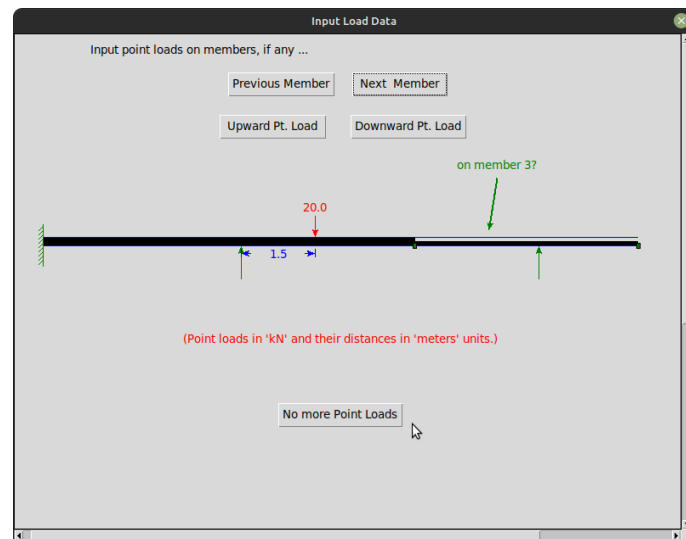 Input Load Data
Input point loads on members, if any ...
Previous Member
Next Member
Upward Pt. Load
Downward Pt. Load
on member 3?
20.0
1.5
(Point loads in 'kN' and their distances in 'meters' units.)
No more Point Loads